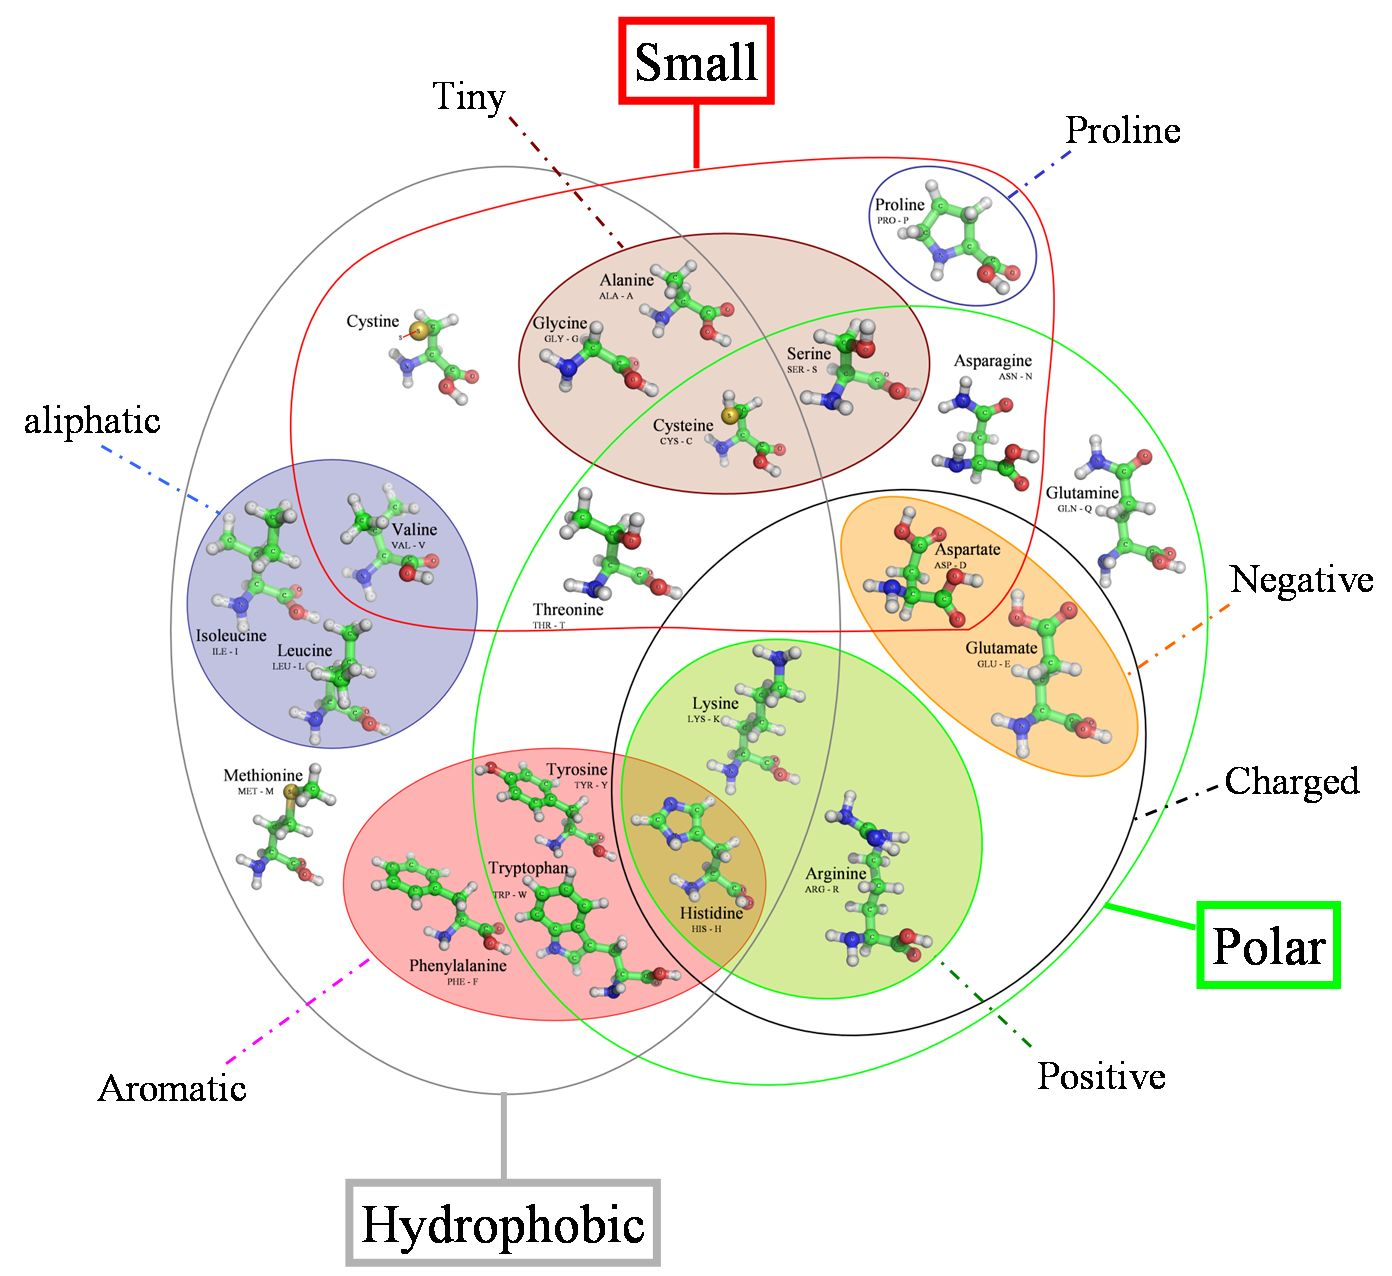 Small
Tiny
Proline
Proline
PRO - P
Alanine
ALA - A
Cystine
Glycine
GLY - G
Serine
SER - S
Asparagine
ASN - N
aliphatic
Cysteine
CYS - C
Glutamine
GLN - Q
Valine
VAL - V
Aspartate
ASP - D
Negative
Threonine
THR - T
Isoleucine
ILE - I
Leucine
LEU - L
Glutamate
GLU - E
Lysine
LYS - K
Methionine
MET - M
Tyrosine
TYR - Y
Charged
Tryptophan
TRP - W
Arginine
ARG - R
Histidine
HIS - H
Polar
Phenylalanine
PHE - F
Aromatic
Positive
Hydrophobic